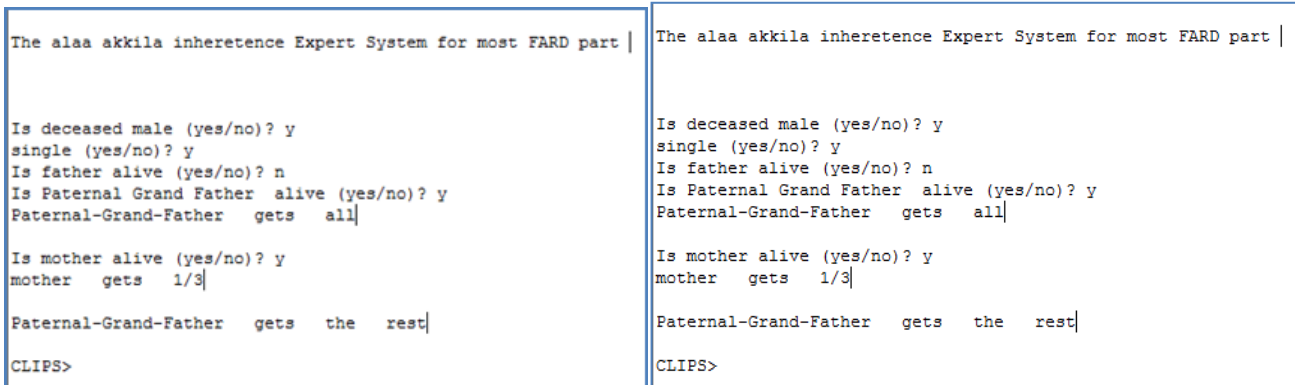 The alaa akkila inheretence Expert System for most FARD part |
Is deceased male (yes/no)? y
single (yes/no)? y
Is father alive (yes/no)? n
Is Paternal Grand Father  alive (yes/no)? y
Paternal-Grand-Father   gets   all|
Is mother alive (yes/no)? y
mother   gets   1/3|
Paternal-Grand-Father   gets   the   rest|
CLIPS>
The alaa akkila inheretence Expert System for most FARD part |
Is deceased male (yes/no)? y
single (yes/no)? y
Is father alive (yes/no)? n
Is Paternal Grand Father  alive (yes/no)? y
Paternal-Grand-Father   gets   all|
Is mother alive (yes/no)? y
mother   gets   1/3|
Paternal-Grand-Father   gets   the   rest|
CLIPS>